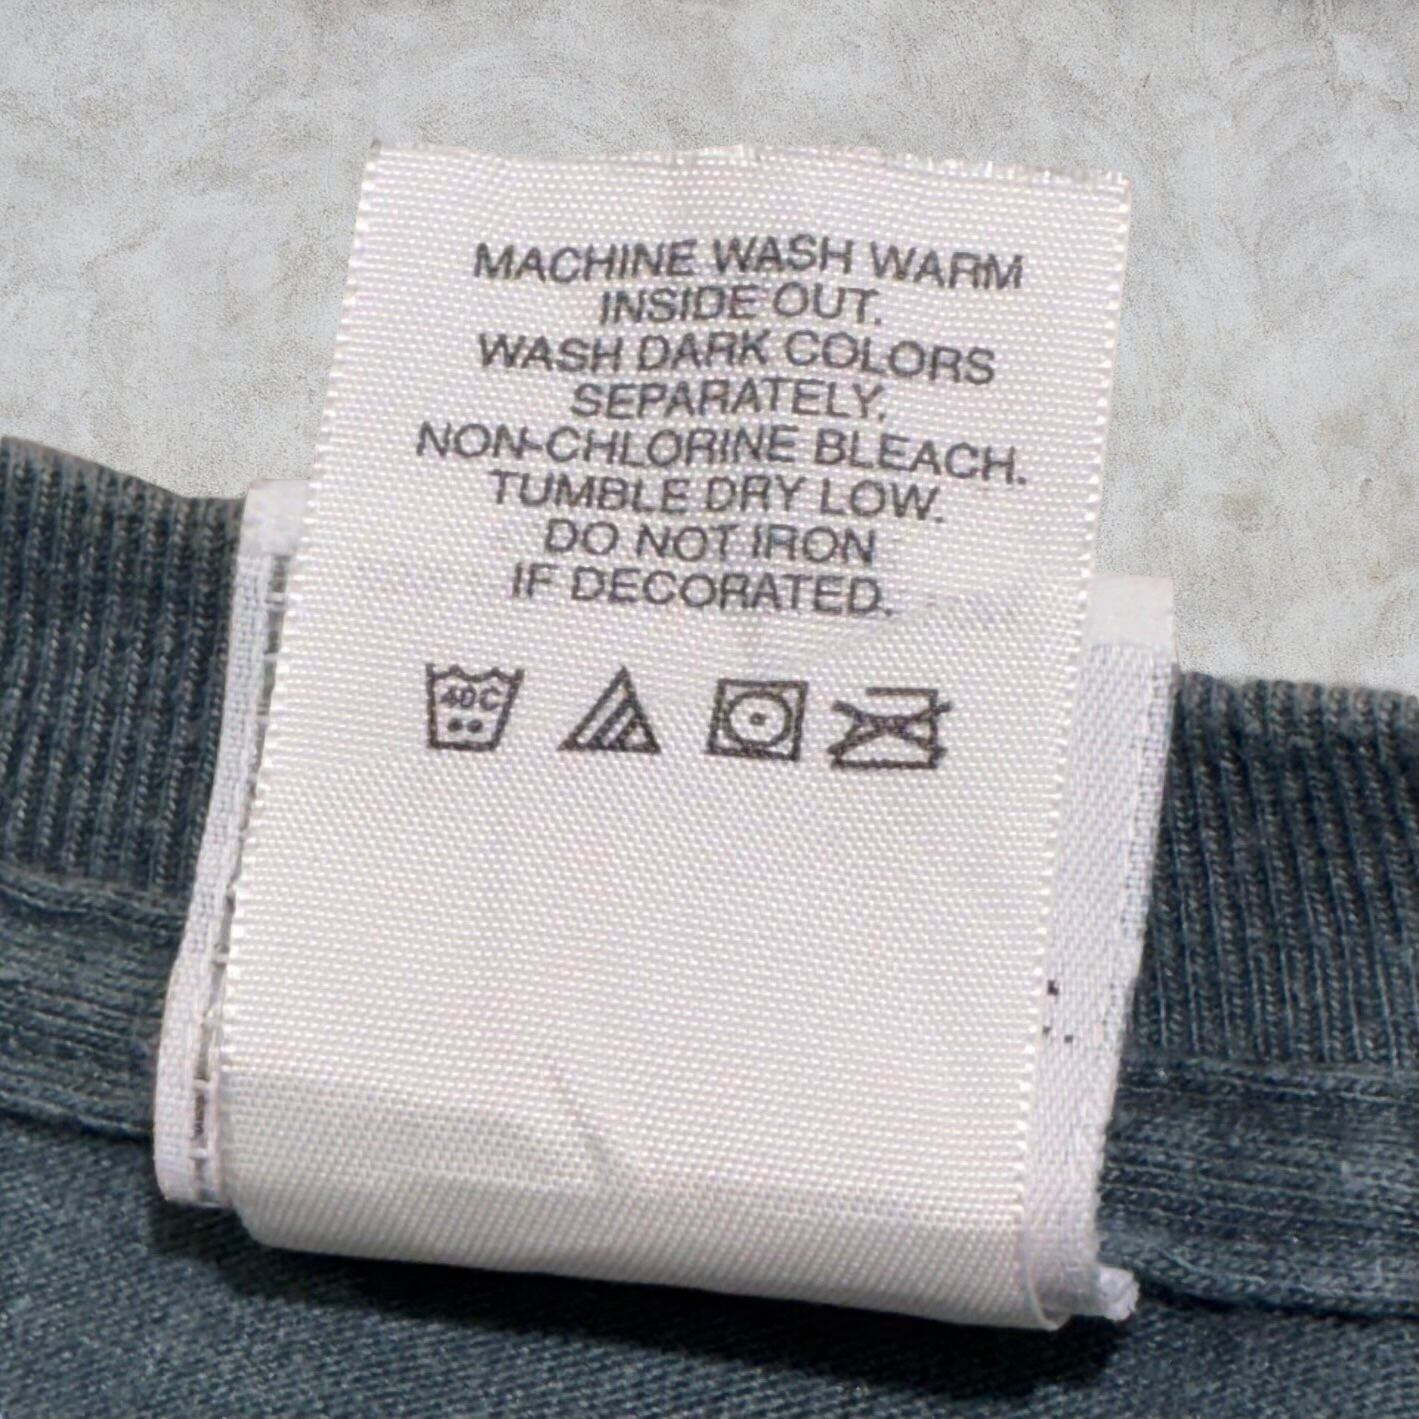 MACHINE WASH WARM
INSIDE OUT.
WASH DARK COLORS
SEPARATELY.
NON-CHLORINE BLEACH.
TUMBLE DRY LOW.
DO NOT IRON
IF DECORATED.
40C